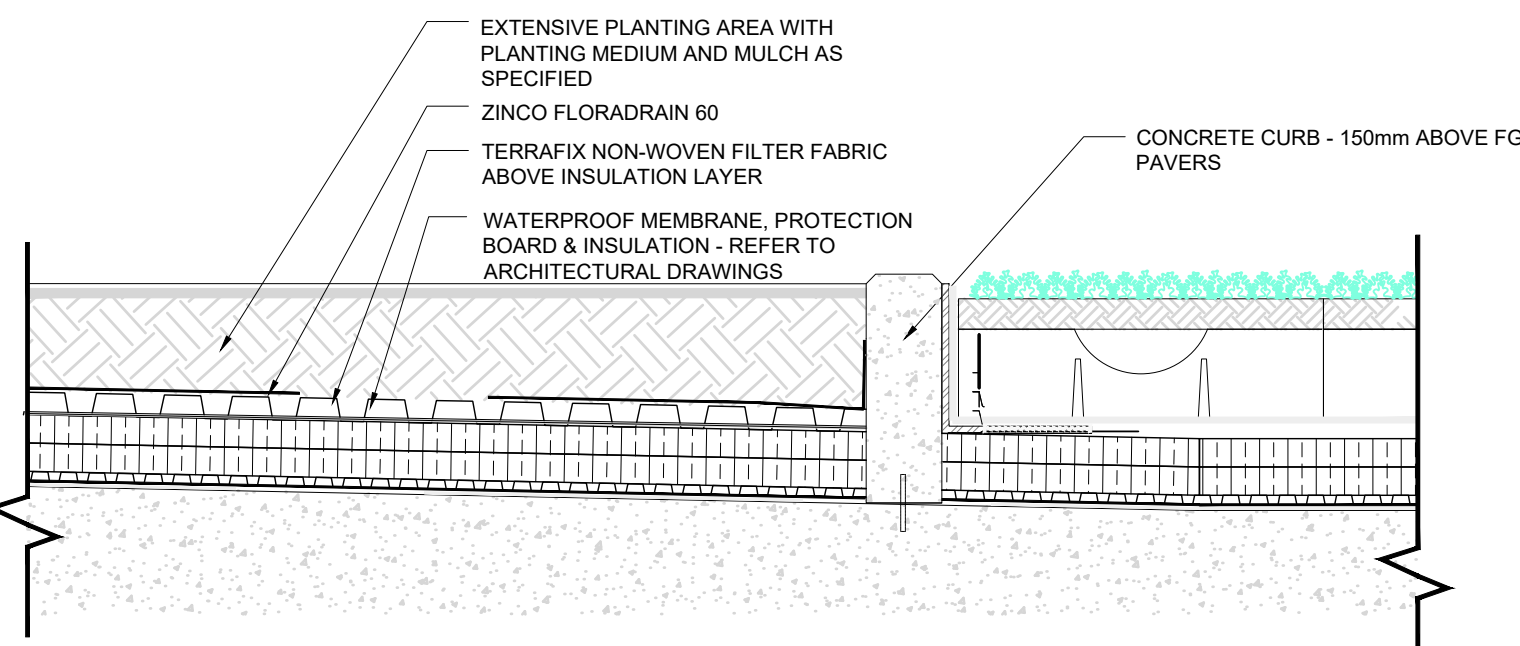 EXTENSIVE PLANTING AREA WITH
PLANTING MEDIUM AND MULCH AS
SPECIFIED
ZINCO FLORADRAIN 60
TERRAFIX NON-WOVEN FILTER FABRIC
ABOVE INSULATION LAYER
WATERPROOF MEMBRANE, PROTECTION
BOARD & INSULATION - REFER TO
ARCHITECTURAL DRAWINGS
CONCRETE CURB - 150mm ABOVE FG
PAVERS